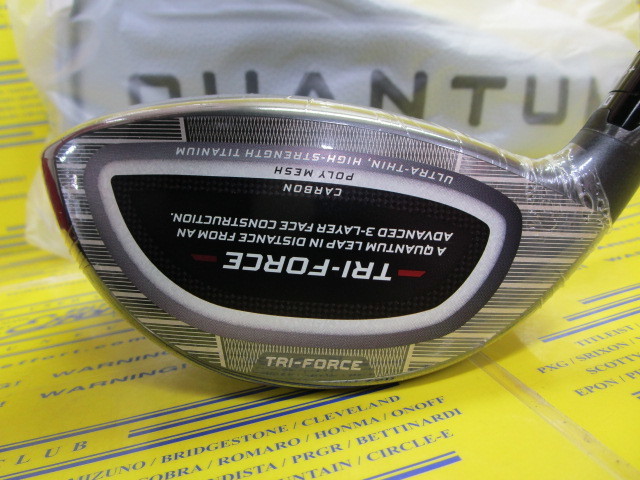 QUANTUM
ULTRA-THIN, HIGH-STRENGTH TITANIUM
POLY MESH
CARBON
TRI-FORCE
A QUANTUM LEAP IN DISTANCE FROM AN
ADVANCED 3-LAYER FACE CONSTRUCTION.
TRI-FORCE
WARNING!
WARNING!
WARNING!
CLUB
MIZUNO / BRIDGESTONE / CLEVELAND
COBRA / ROMARO / HONMA / ONOFF
PRGR / BETTINARDI
CIRCLE-E
TITLEIST
PXG / SRIXON
EPON